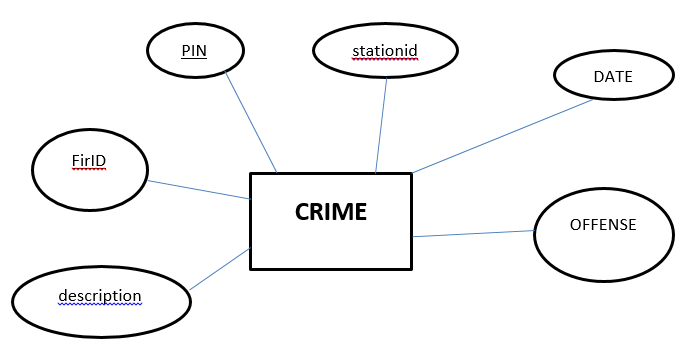 PIN
stationid
DATE
FirID
CRIME
OFFENSE
description